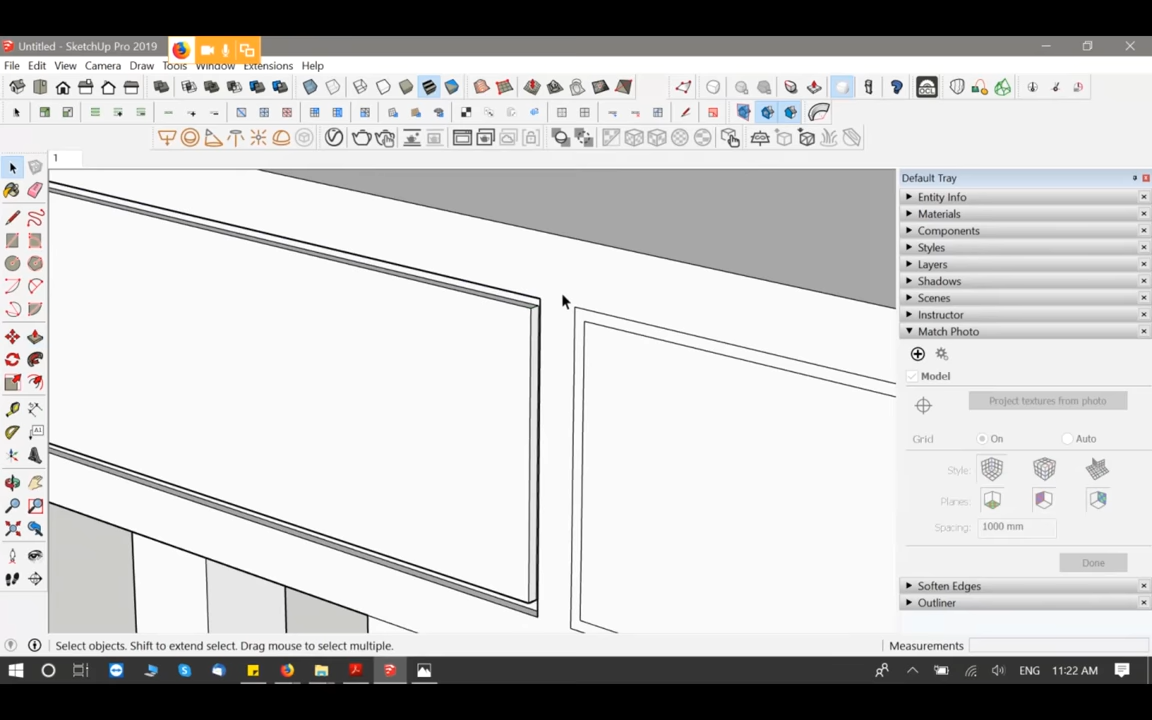 Untitled - SketchUp Pro 2019
File Edit View Camera Draw Tools Window Extensions Help
1
Default Tray
Entity Info
Materials
Components
Styles
Layers
Shadows
Scenes
Instructor
Match Photo
Model
Project textures from photo
Grid On Auto
Style:
Planes:
Spacing: 1000 mm
Done
Soften Edges
Outliner
Select objects. Shift to extend select. Drag mouse to select multiple.
Measurements
ENG 11:22 AM